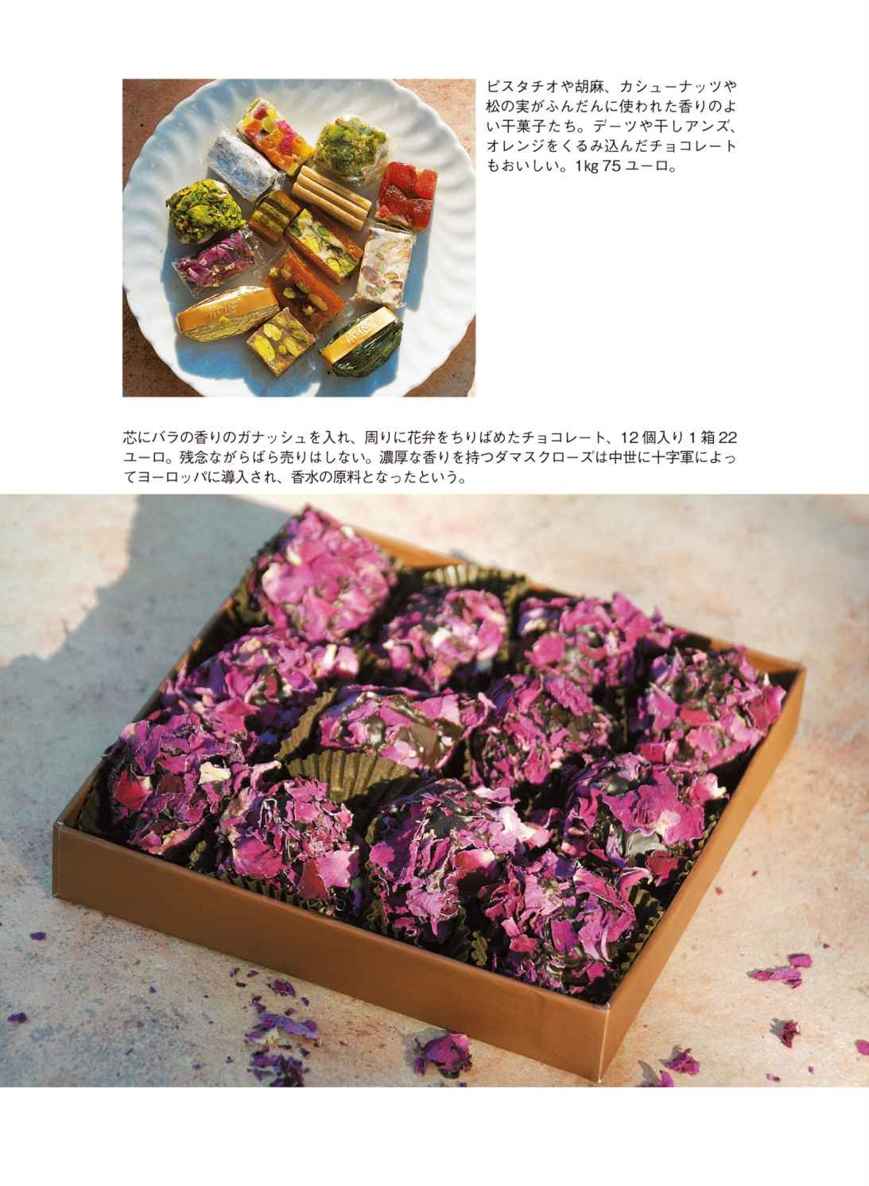 ピスタチオや胡麻、カシューナッツや
松の実がふんだんに使われた香りのよ
い干菓子たち。デーツや干しアンズ、
オレンジをくるみ込んだチョコレート
もおいしい。1kg 75 ユーロ。
芯にバラの香りのガナッシュを入れ、周りに花弁をちりばめたチョコレート、12 個入り 1 箱 22
ユーロ。残念ながらばら売りはしない。濃厚な香りを持つダマスクローズは中世に十字軍によっ
てヨーロッパに導入され、香水の原料となったという。